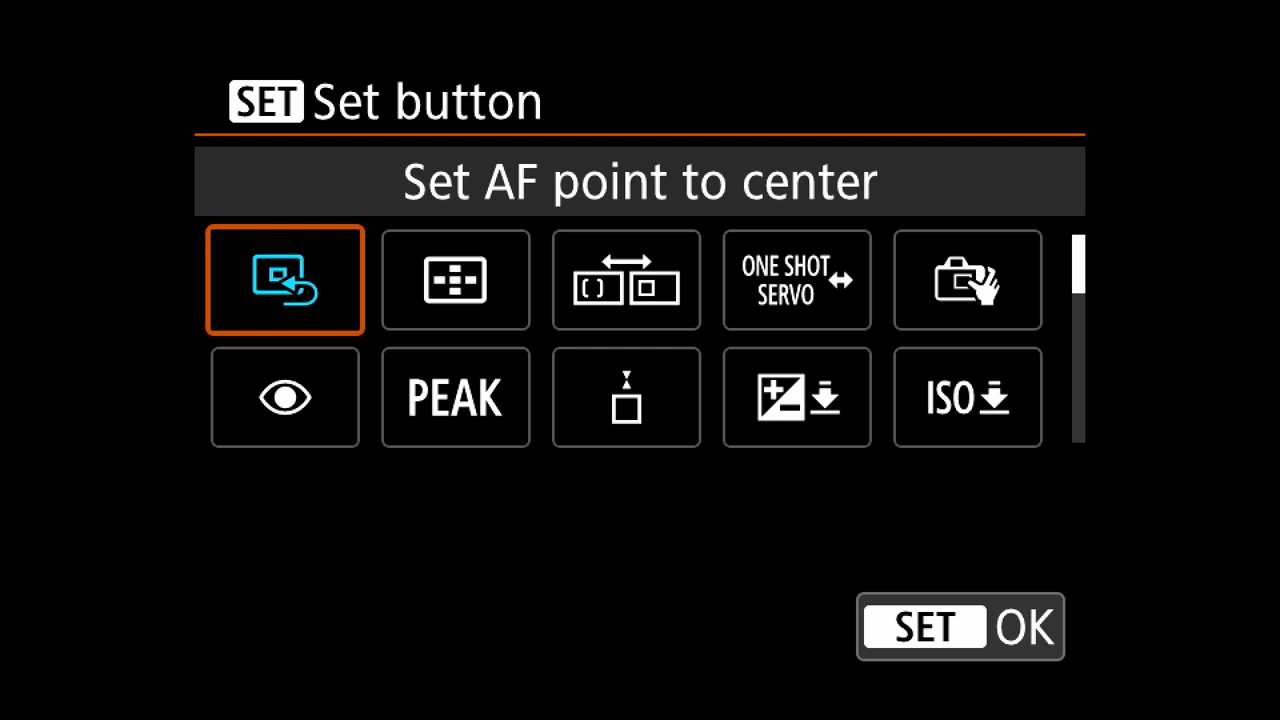 SET Set button
Set AF point to center
ONE SHOT
SERVO
PEAK
ISO
SET OK